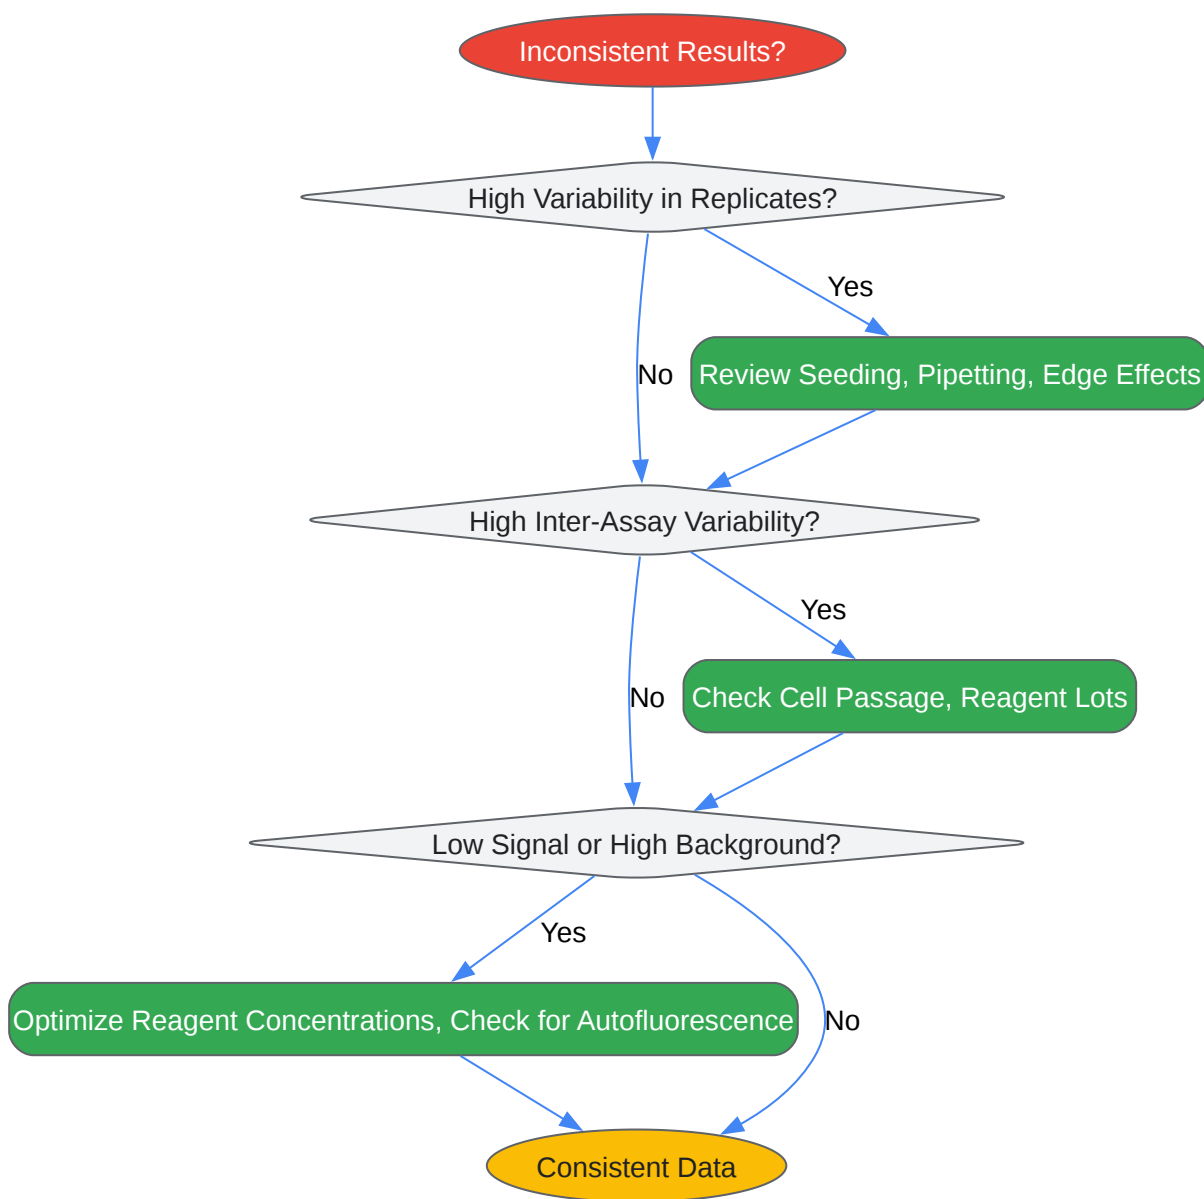 Inconsistent Results?
High Variability in Replicates?
Yes
No
Review Seeding, Pipetting, Edge Effects
High Inter-Assay Variability?
Yes
No
Check Cell Passage, Reagent Lots
Low Signal or High Background?
Yes
Optimize Reagent Concentrations, Check for Autofluorescence
No
Consistent Data